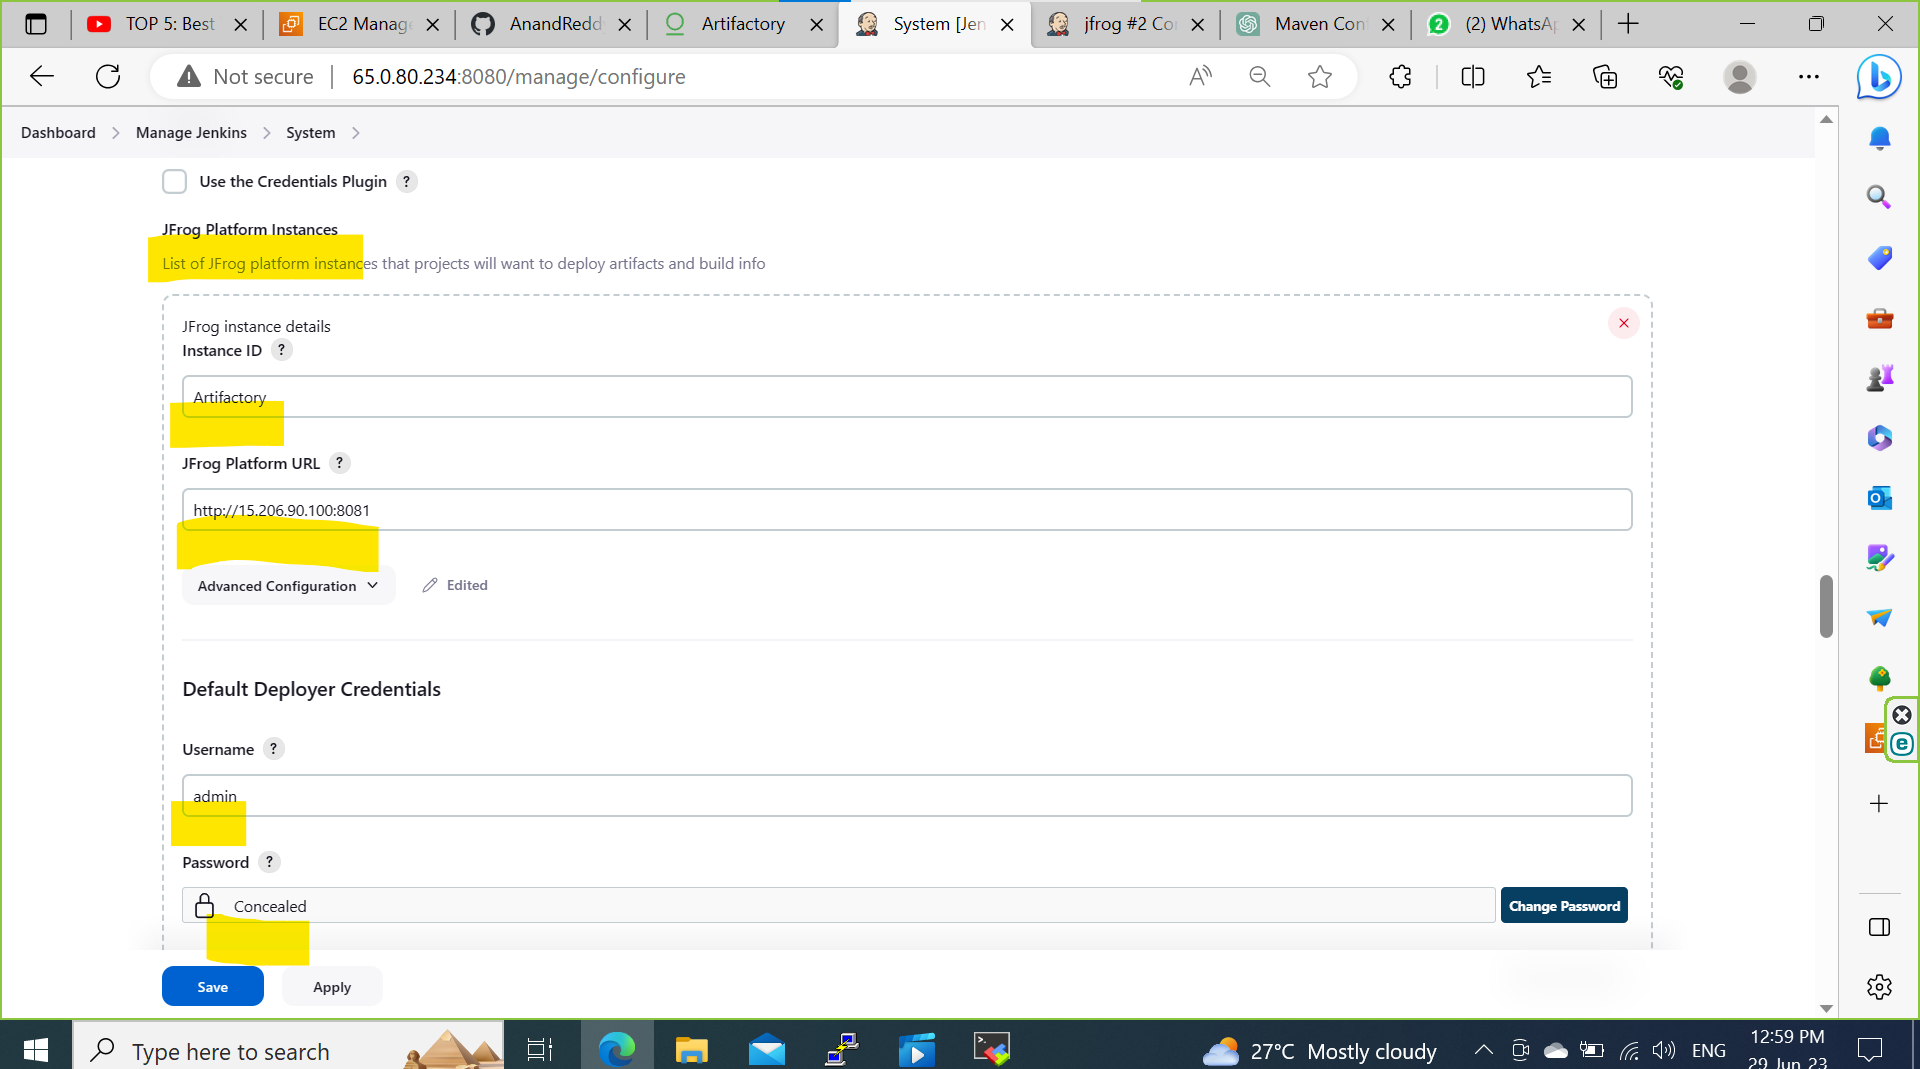 TOP 5: Best
EC2 Manag
AnandReddy
Artifactory
System [Jen
jfrog #2 Co
Maven Con
(2) WhatsAp
Not secure
65.0.80.234:8080/manage/configure
Dashboard
Manage Jenkins
System
Use the Credentials Plugin ?
JFrog Platform Instances
List of JFrog platform instances that projects will want to deploy artifacts and build info
JFrog instance details
Instance ID ?
Artifactory
JFrog Platform URL ?
http://15.206.90.100:8081
Advanced Configuration
Edited
Default Deployer Credentials
Username ?
admin
Password ?
Concealed
Change Password
Save
Apply
Type here to search
27°C Mostly cloudy
ENG
12:59 PM
29 Jun 23